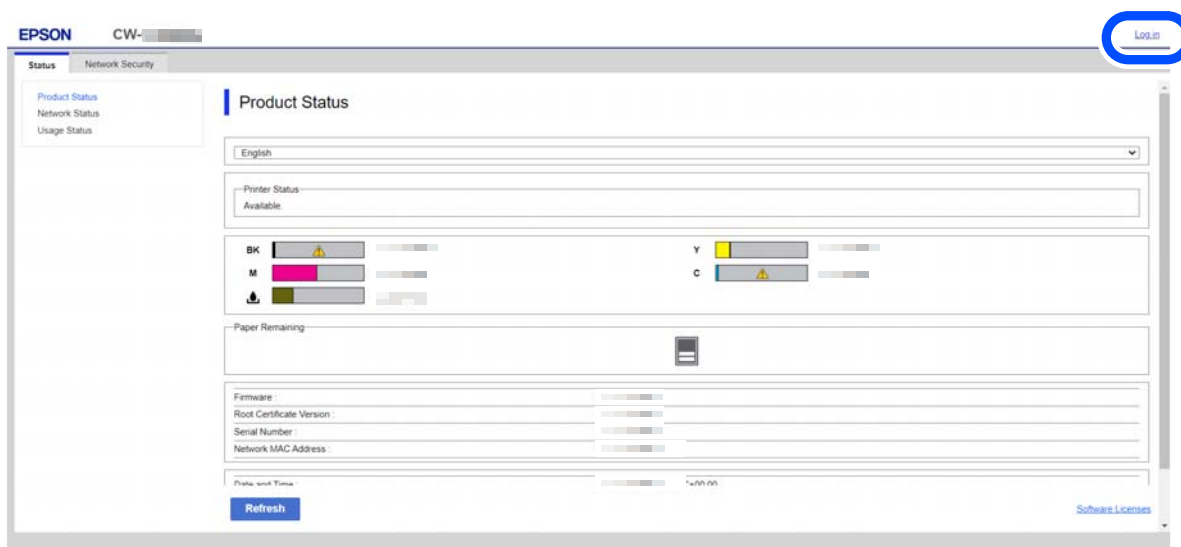 EPSON CW-
Log in
Status Network Security
Product Status
Network Status
Usage Status
Product Status
English
Printer Status
Available.
BK Y
M C
Paper Remaining
Firmware :
Root Certificate Version :
Serial Number :
Network MAC Address :
Date and Time : +00:00
Refresh
Software Licenses